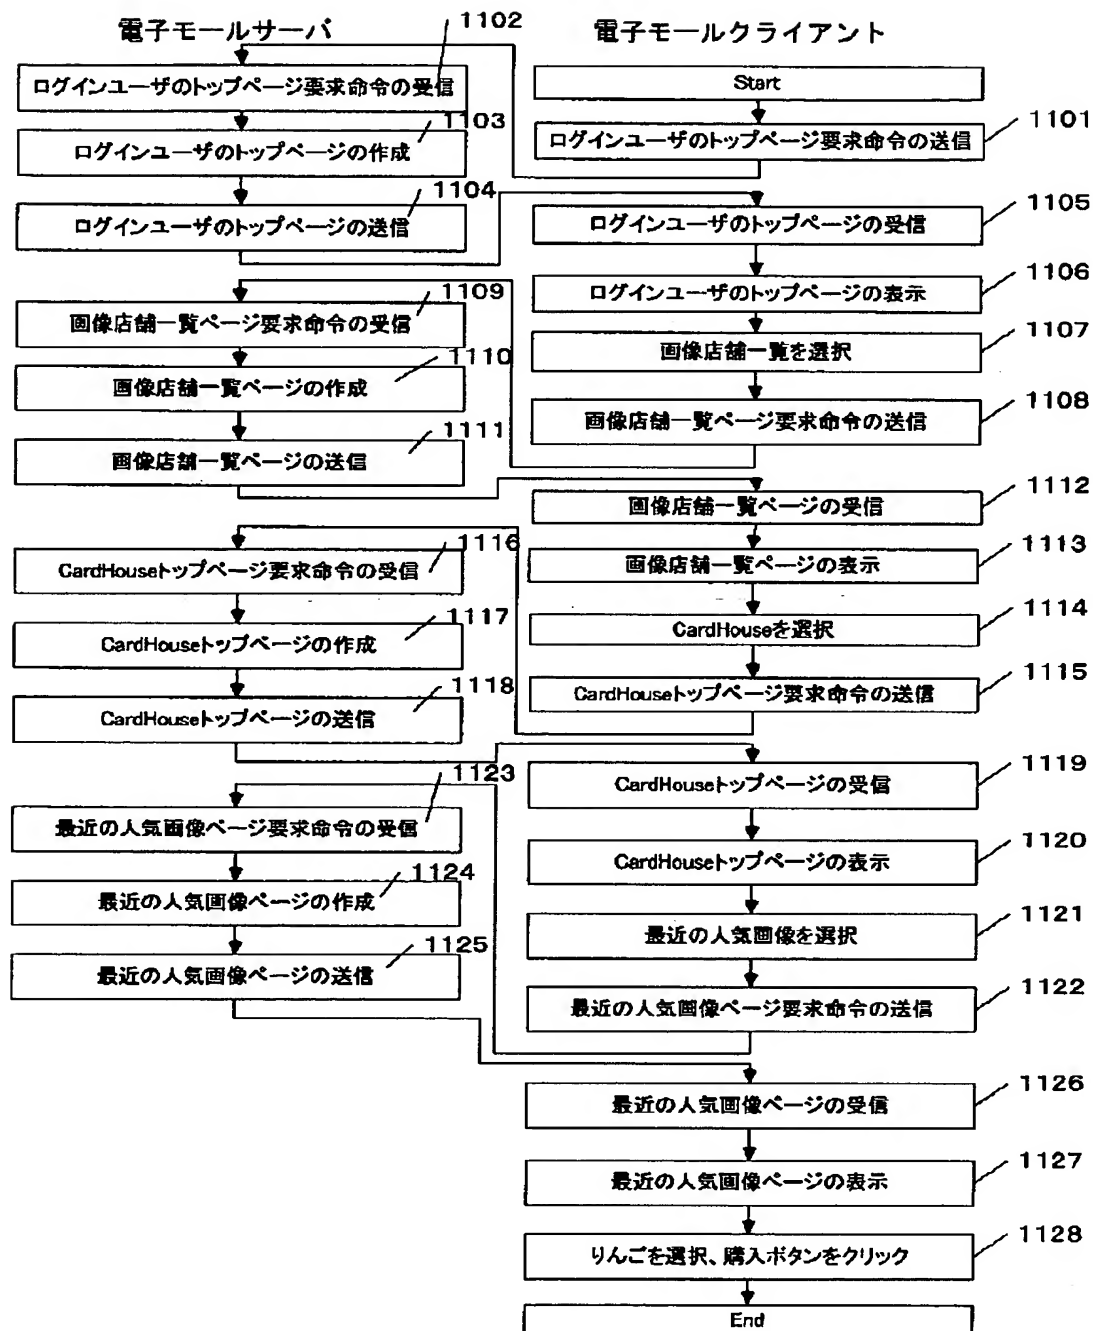 電子モールサーバ
電子モールクライアント
Start
1101
ログインユーザのトップページ要求命令の送信
1102
ログインユーザのトップページ要求命令の受信
1103
ログインユーザのトップページの作成
1104
ログインユーザのトップページの送信
1105
ログインユーザのトップページの受信
1106
ログインユーザのトップページの表示
1107
画像店舗一覧を選択
1108
画像店舗一覧ページ要求命令の送信
1109
画像店舗一覧ページ要求命令の受信
1110
画像店舗一覧ページの作成
1111
画像店舗一覧ページの送信
1112
画像店舗一覧ページの受信
1113
画像店舗一覧ページの表示
1114
CardHouseを選択
1115
CardHouseトップページ要求命令の送信
1116
CardHouseトップページ要求命令の受信
1117
CardHouseトップページの作成
1118
CardHouseトップページの送信
1119
CardHouseトップページの受信
1120
CardHouseトップページの表示
1121
最近の人気画像を選択
1122
最近の人気画像ページ要求命令の送信
1123
最近の人気画像ページ要求命令の受信
1124
最近の人気画像ページの作成
1125
最近の人気画像ページの送信
1126
最近の人気画像ページの受信
1127
最近の人気画像ページの表示
1128
りんごを選択、購入ボタンをクリック
End